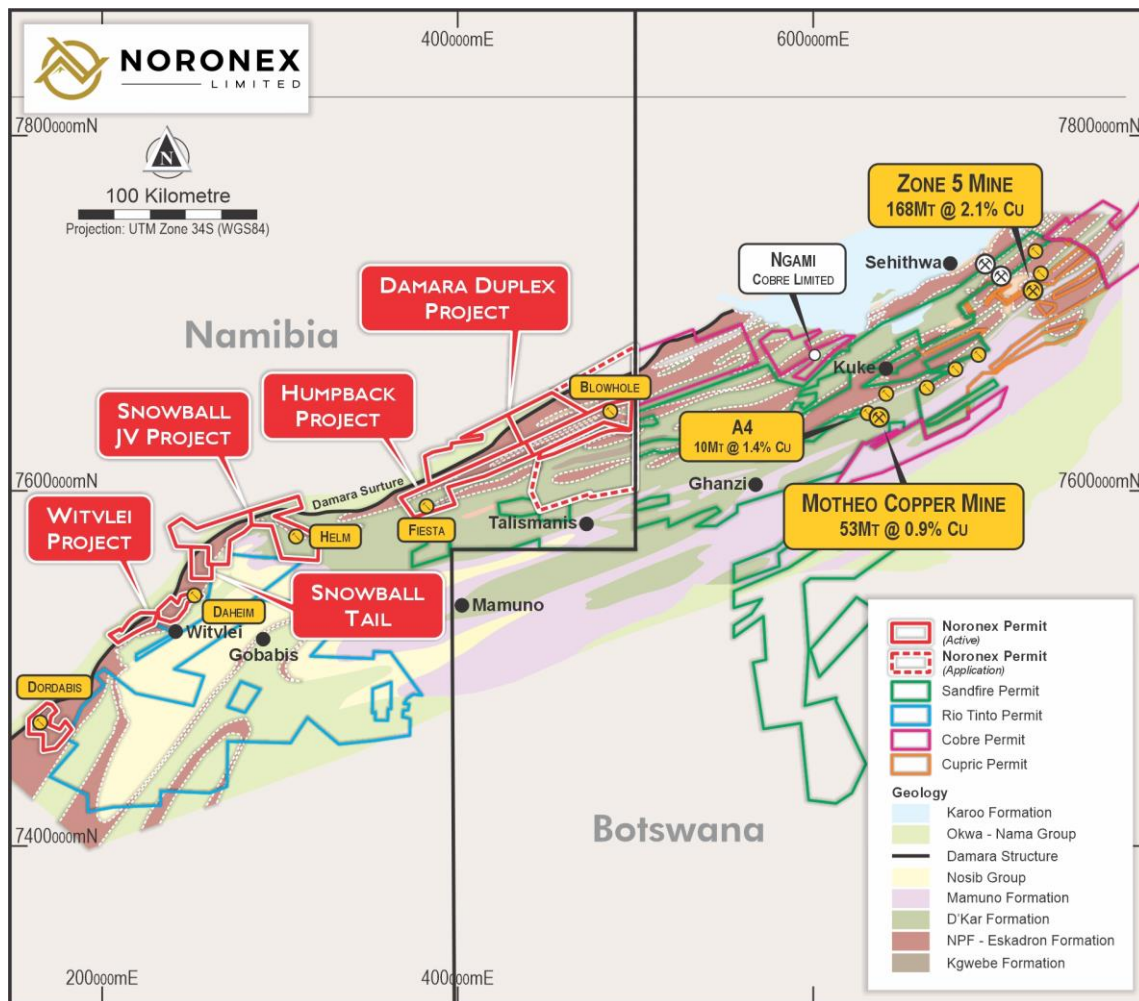 NORONEX
LIMITED
400000mE
600000mE
7800000mN
7800000mN
N
100 Kilometre
Projection: UTM Zone 34S (WGS84)
ZONE 5 MINE
168MT @ 2.1% CU
NGAMI
COBRE LIMITED
Sehithwa
DAMARA DUPLEX
PROJECT
Namibia
Kuke
HUMPBACK
PROJECT
BLOWHOLE
SNOWBALL
JV PROJECT
A4
10MT @ 1.4% CU
Ghanzi
7600000mN
7600000mN
Damara Surture
MOTHEO COPPER MINE
53MT @ 0.9% CU
WITVLEI
PROJECT
FIESTA
Talismanis
HELM
SNOWBALL
TAIL
DAHEIM
Mamuno
Witvlei
Gobabis
DORDABIS
Noronex Permit
(Active)
Noronex Permit
(Application)
Sandfire Permit
Rio Tinto Permit
Cobre Permit
Cupric Permit
Geology
Karoo Formation
Okwa - Nama Group
Damara Structure
Nosib Group
Mamuno Formation
D'Kar Formation
NPF - Eskadron Formation
Kgwebe Formation
7400000mN
Botswana
200000mE
400000mE